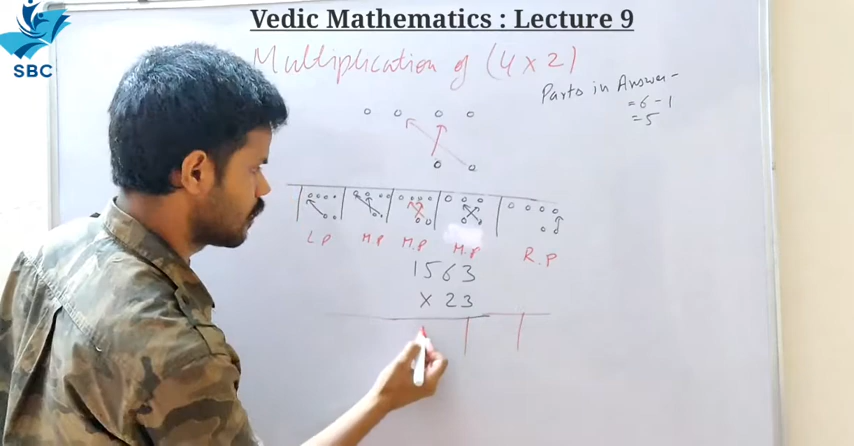 Vedic Mathematics : Lecture 9
SBC
Multiplication of (4 x 2)
Parts in Answer -
= 6 - 1
= 5
L P M.P M.P M.P R.P
1563
x 23